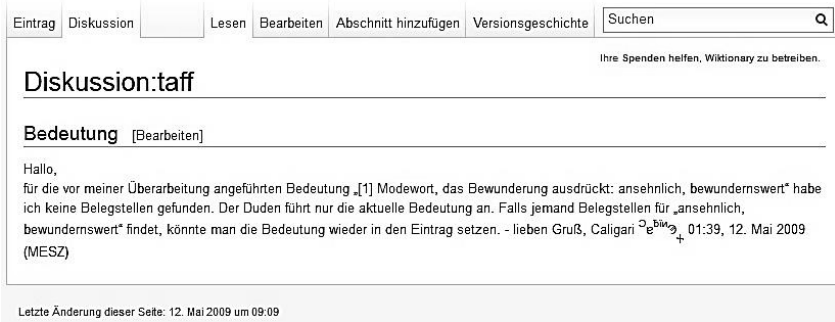 Eintrag Diskussion Lesen Bearbeiten Abschnitt hinzufügen Versionsgeschichte Suchen
Ihre Spenden helfen, Wiktionary zu betreiben.
Diskussion:taff
Bedeutung [Bearbeiten]
Hallo,
für die vor meiner Überarbeitung angeführten Bedeutung „[1] Modewort, das Bewunderung ausdrückt: ansehnlich, bewundernswert“ habe
ich keine Belegstellen gefunden. Der Duden führt nur die aktuelle Bedeutung an. Falls jemand Belegstellen für „ansehnlich,
bewundernswert“ findet, könnte man die Bedeutung wieder in den Eintrag setzen. - lieben Gruß, Caligari 01:39, 12. Mai 2009
(MESZ)
Letzte Änderung dieser Seite: 12. Mai 2009 um 09:09